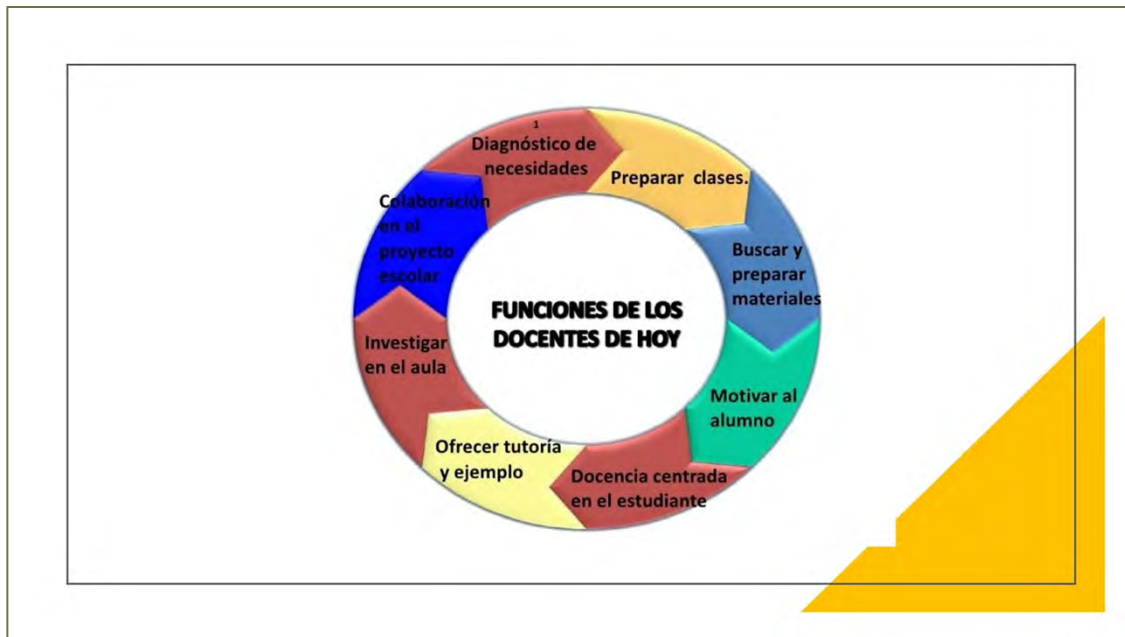 1
Diagnóstico de
necesidades
Preparar clases.
Buscar y
preparar
materiales
Motivar al
alumno
Docencia centrada
en el estudiante
Ofrecer tutoría
y ejemplo
Investigar
en el aula
Colaboración
en el
proyecto
escolar
FUNCIONES DE LOS
DOCENTES DE HOY